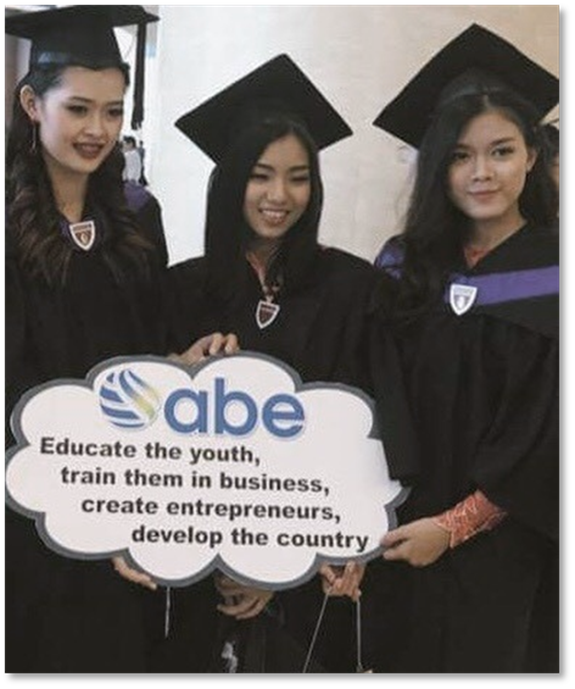 abe
Educate the youth,
train them in business,
create entrepreneurs,
develop the country